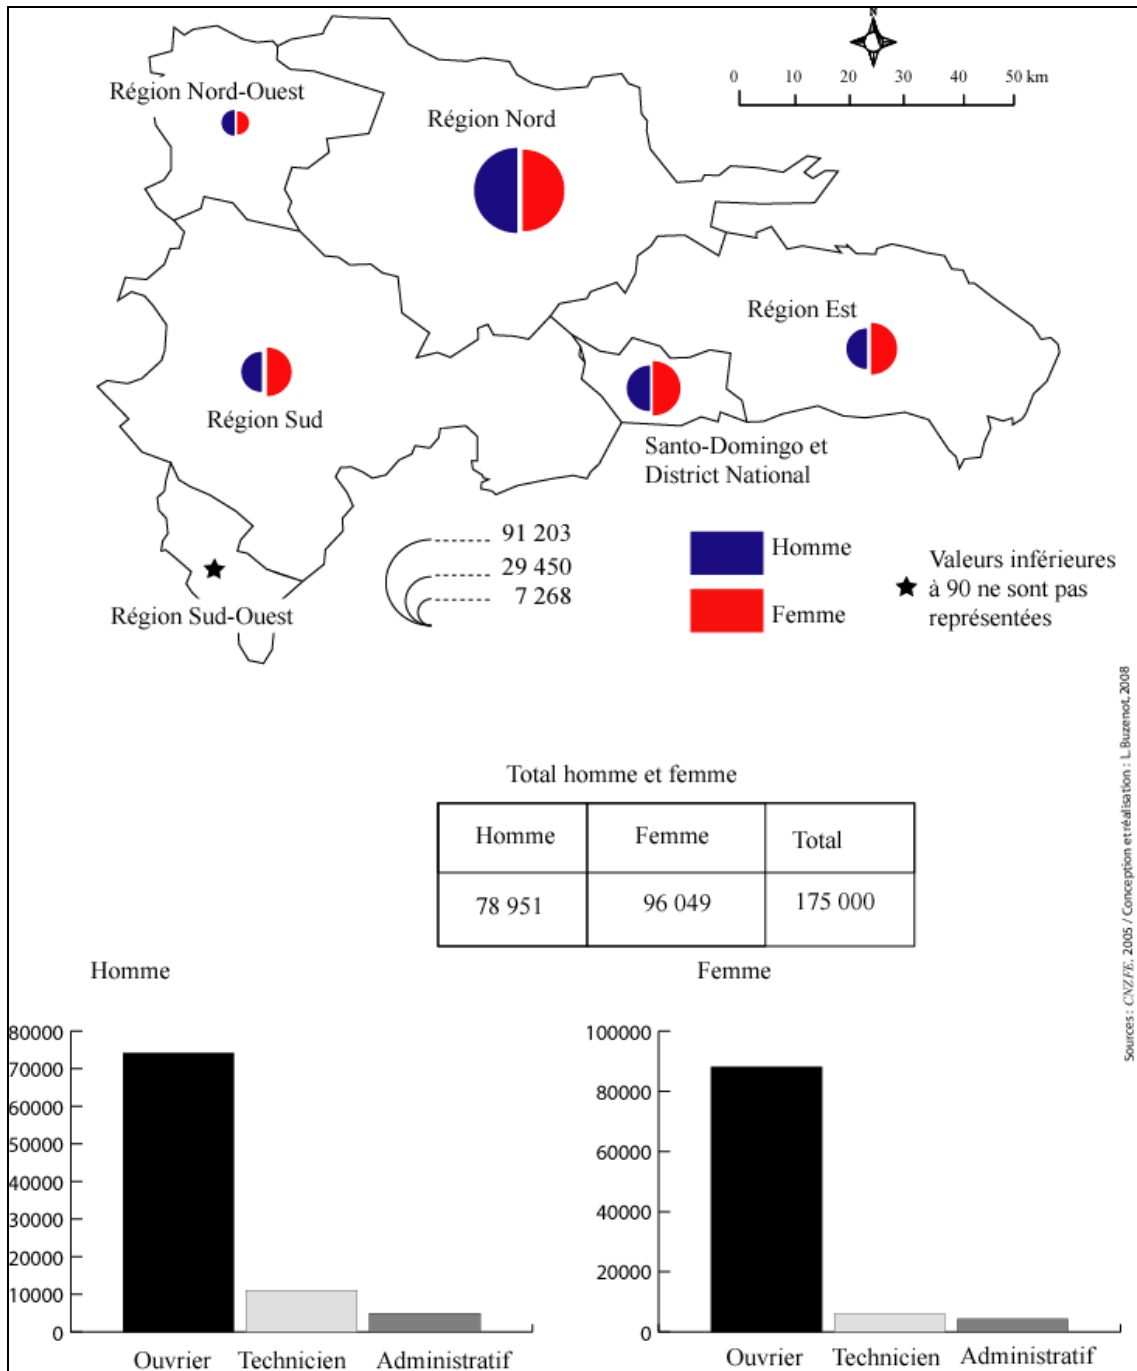 N
0 10 20 30 40 50 km
Région Nord-Ouest
Région Nord
Région Est
Région Sud
Santo-Domingo et
District National
Région Sud-Ouest
91 203
29 450
7 268
Homme
Femme
Valeurs inférieures
à 90 ne sont pas
représentées
Sources : CNZFE, 2005 / Conception et réalisation : L. Buzenot, 2008
Total homme et femme
Homme Femme Total
78 951 96 049 175 000
Homme
80000
70000
60000
50000
40000
30000
20000
10000
0
Ouvrier Technicien Administratif
Femme
100000
80000
60000
40000
20000
0
Ouvrier Technicien Administratif